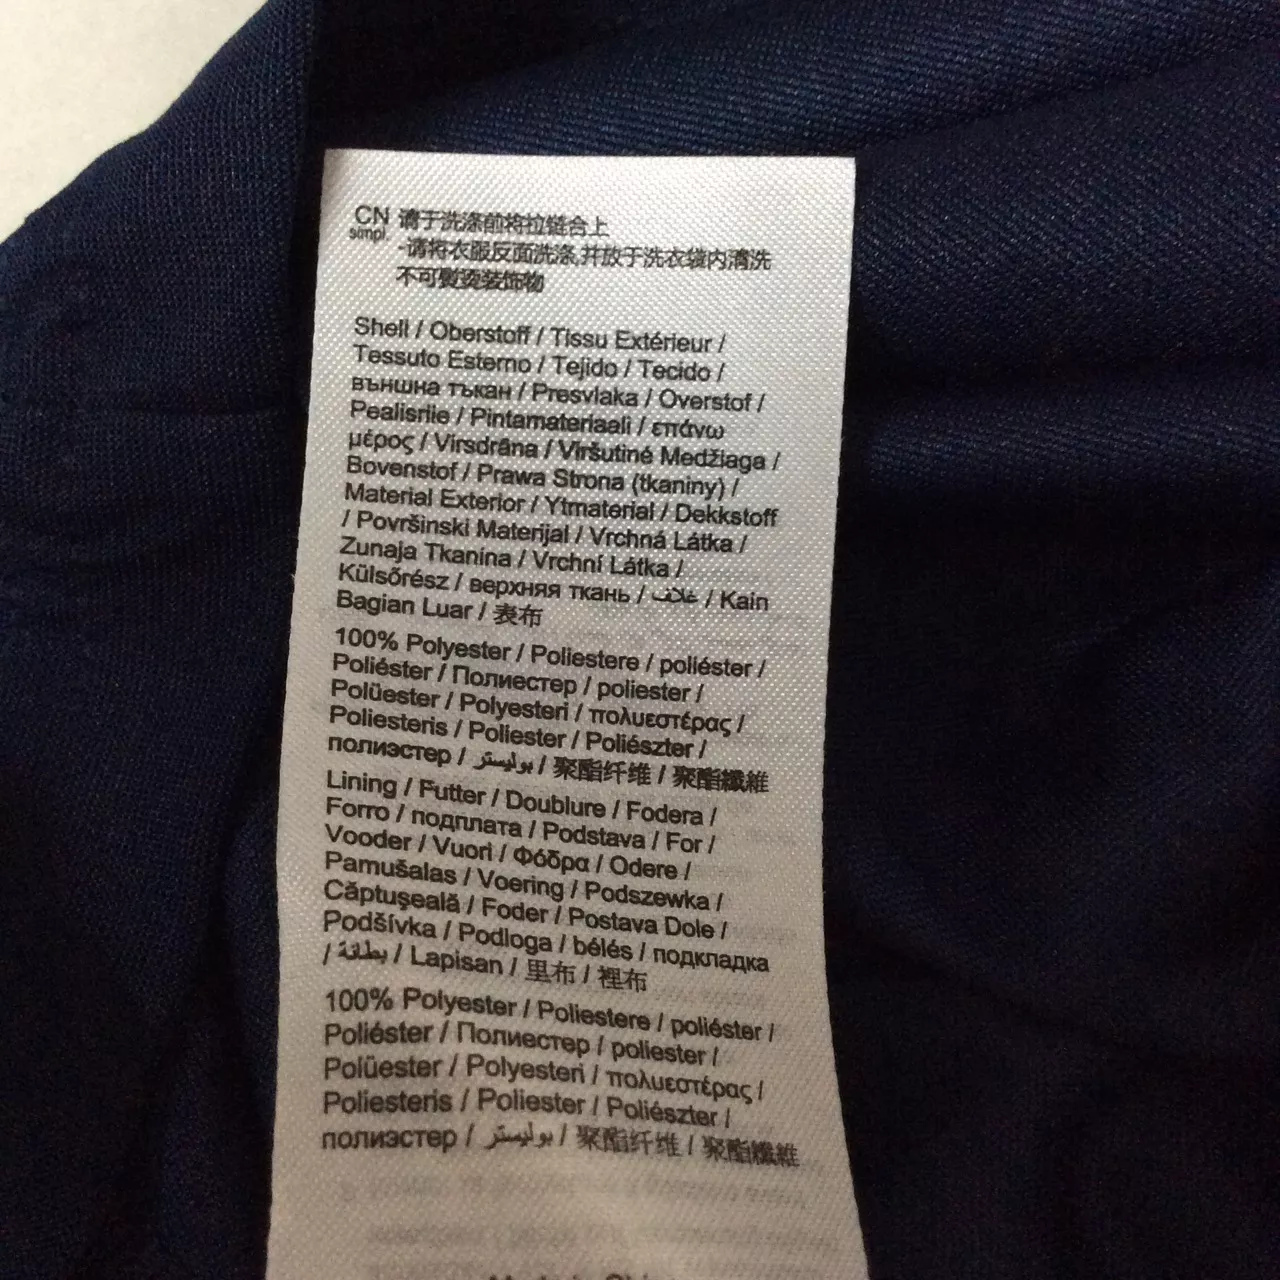 CN 请于洗涤前将拉链合上
simpl. -请将衣服反面洗涤,并放于洗衣袋内清洗
不可熨烫装饰物
Shell / Oberstoff / Tissu Extérieur /
Tessuto Esterno / Tejido / Tecido /
външна тъкан / Presvlaka / Overstof /
Pealisriie / Pintamateriaali / επάνω
μέρος / Virsdrāna / Viršutinė Medžiaga /
Bovenstof / Prawa Strona (tkaniny) /
Material Exterior / Ytmaterial / Dekkstoff
/ Površinski Materijal / Vrchná Látka /
Zunaja Tkanina / Vrchní Látka /
Külsőrész / верхняя ткань / غلاف / Kain
Bagian Luar / 表布
100% Polyester / Poliestere / poliéster /
Poliéster / Полиестер / poliester /
Polüester / Polyesteri / πολυεστέρας /
Poliesteris / Poliester / Poliészter /
полиэстер / بوليستر / 聚酯纤维 / 聚酯纖維
Lining / Futter / Doublure / Fodera /
Forro / подплата / Podstava / For /
Vooder / Vuori / Φόδρα / Odere /
Pamušalas / Voering / Podszewka /
Căptuşeală / Foder / Postava Dole /
Podšívka / Podloga / bélés / подкладка
/ بطانة / Lapisan / 里布 / 裡布
100% Polyester / Poliestere / poliéster /
Poliéster / Полиестер / poliester /
Polüester / Polyesteri / πολυεστέρας /
Poliesteris / Poliester / Poliészter /
полиэстер / بوليستر / 聚酯纤维 / 聚酯纖維